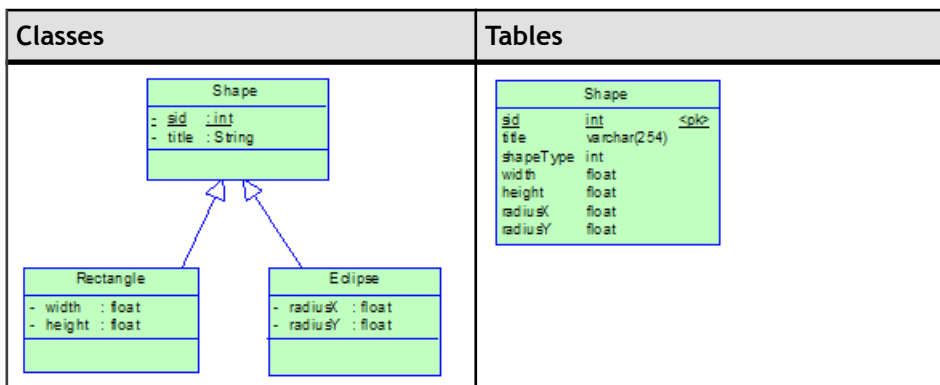 Classes
Tables
Shape
- sid : int
- title : String
Rectangle
- width : float
- height : float
Eclipse
- radiusX : float
- radiusY : float
Shape
sid int <pk>
title varchar(254)
shapeType int
width float
height float
radiusX float
radiusY float